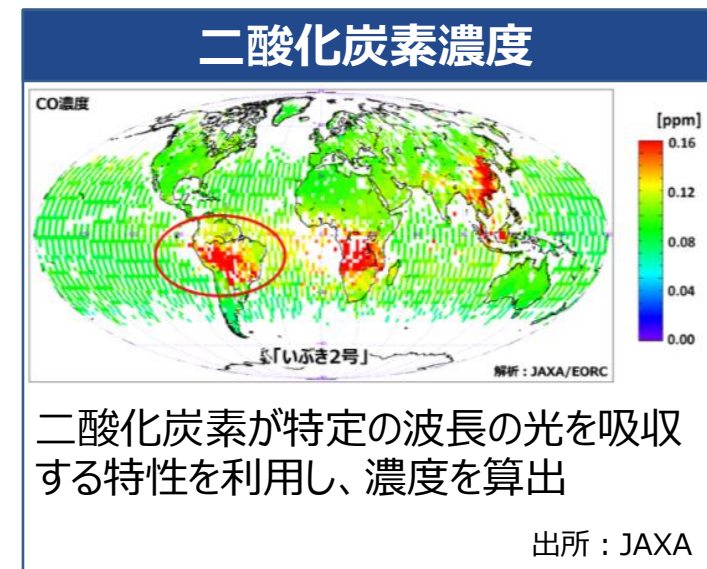 二酸化炭素濃度
CO濃度
[ppm]
0.16
0.12
0.08
0.04
0.00
「いぶき2号」
解析：JAXA/EORC
二酸化炭素が特定の波長の光を吸収
する特性を利用し、濃度を算出
出所：JAXA